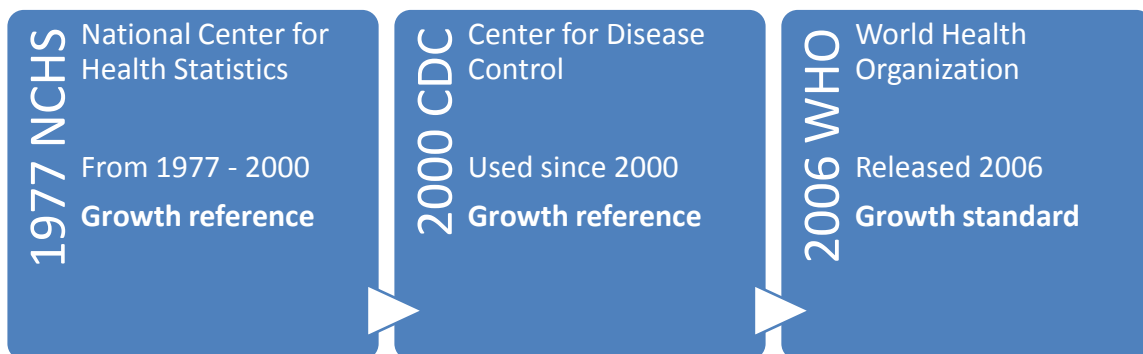 1977 NCHS
National Center for
Health Statistics
From 1977 - 2000
Growth reference
2000 CDC
Center for Disease
Control
Used since 2000
Growth reference
2006 WHO
World Health
Organization
Released 2006
Growth standard